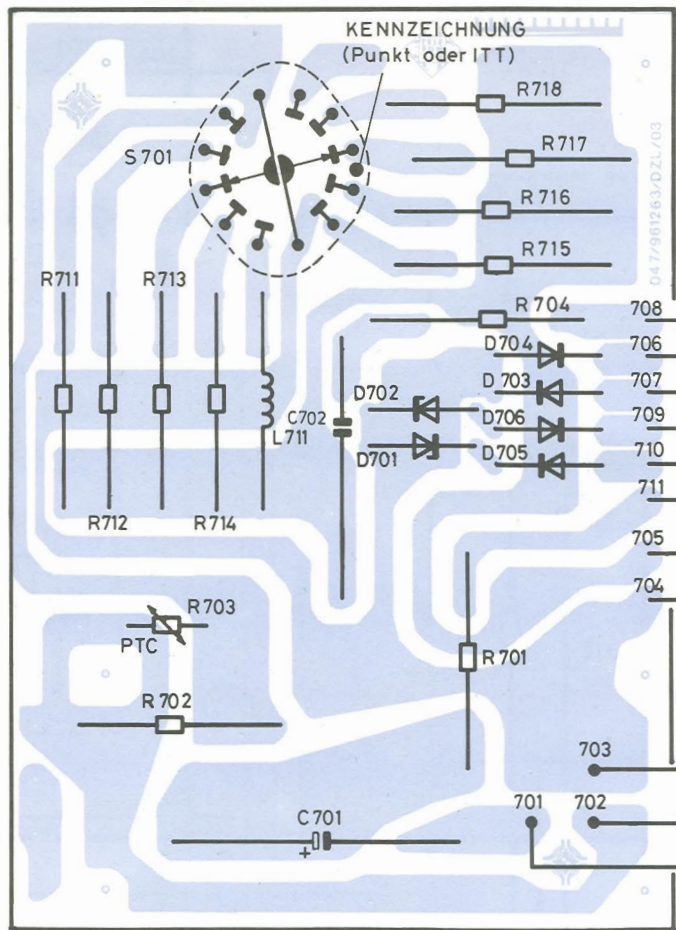 KENNZEICHNUNG
(Punkt oder ITT)
R718
S701
R717
R716
R715
D47/961263/DZL/03
R711
R713
R704
708
D704
706
D702
D703
707
C702
D706
709
L711
D701
D705
710
R712
R714
711
705
704
R703
PTC
R701
R702
703
C701
701
702
+